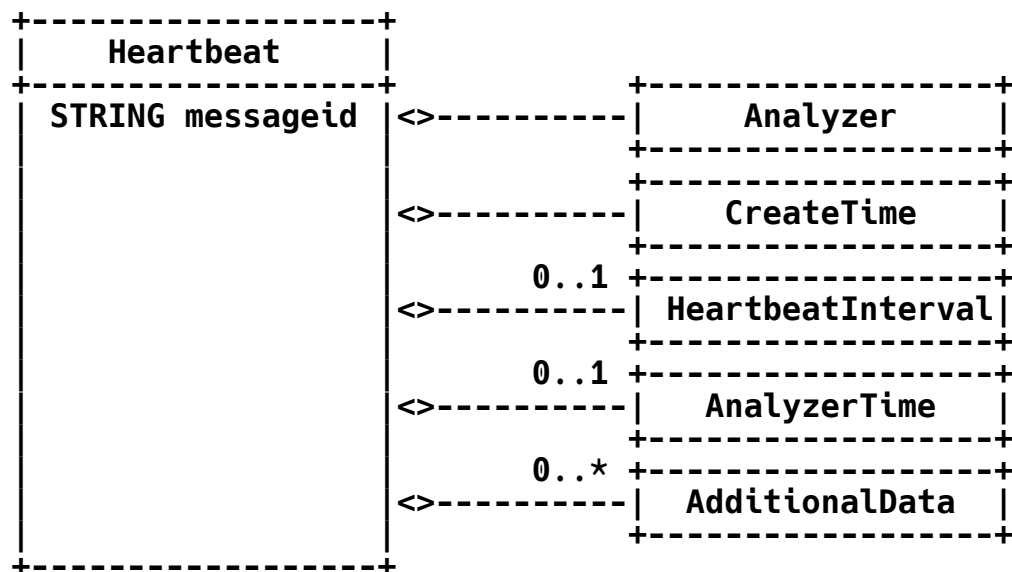 +------------------+
|    Heartbeat     |
+------------------+            +------------------+
| STRING messageid |<>----------|     Analyzer     |
|                  |            +------------------+
|                  |            +------------------+
|                  |<>----------|    CreateTime    |
|                  |            +------------------+
|                  |       0..1 +------------------+
|                  |<>----------| HeartbeatInterval|
|                  |            +------------------+
|                  |       0..1 +------------------+
|                  |<>----------|   AnalyzerTime   |
|                  |            +------------------+
|                  |       0..* +------------------+
|                  |<>----------|  AdditionalData  |
|                  |            +------------------+
+------------------+